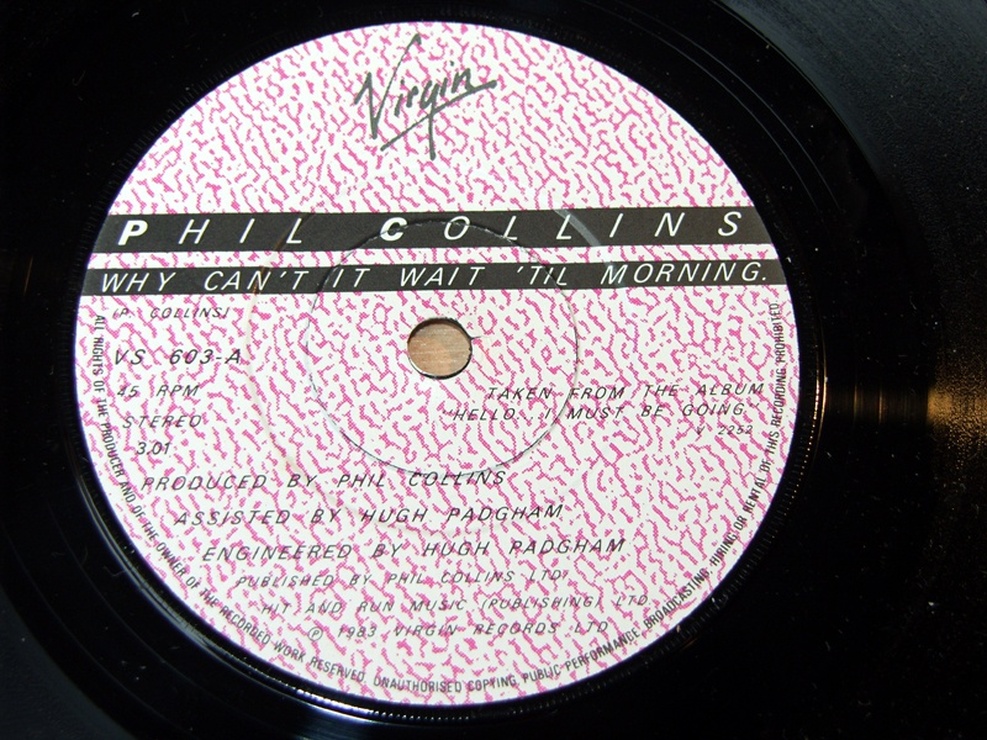 Virgin
PHIL COLLINS
WHY CAN'T IT WAIT 'TIL MORNING.
(P. COLLINS)
VS 603-A
45 RPM
STEREO
3.01
TAKEN FROM THE ALBUM
"HELLO, I MUST BE GOING."
V 2252
PRODUCED BY PHIL COLLINS
ASSISTED BY HUGH PADGHAM
ENGINEERED BY HUGH PADGHAM
PUBLISHED BY PHIL COLLINS LTD/
HIT AND RUN MUSIC (PUBLISHING) LTD
℗ 1983 VIRGIN RECORDS LTD
ALL RIGHTS OF THE PRODUCER AND OF THE OWNER OF THE RECORDED WORK RESERVED. UNAUTHORISED COPYING, PUBLIC PERFORMANCE, BROADCASTING, HIRING OR RENTAL OF THIS RECORDING PROHIBITED